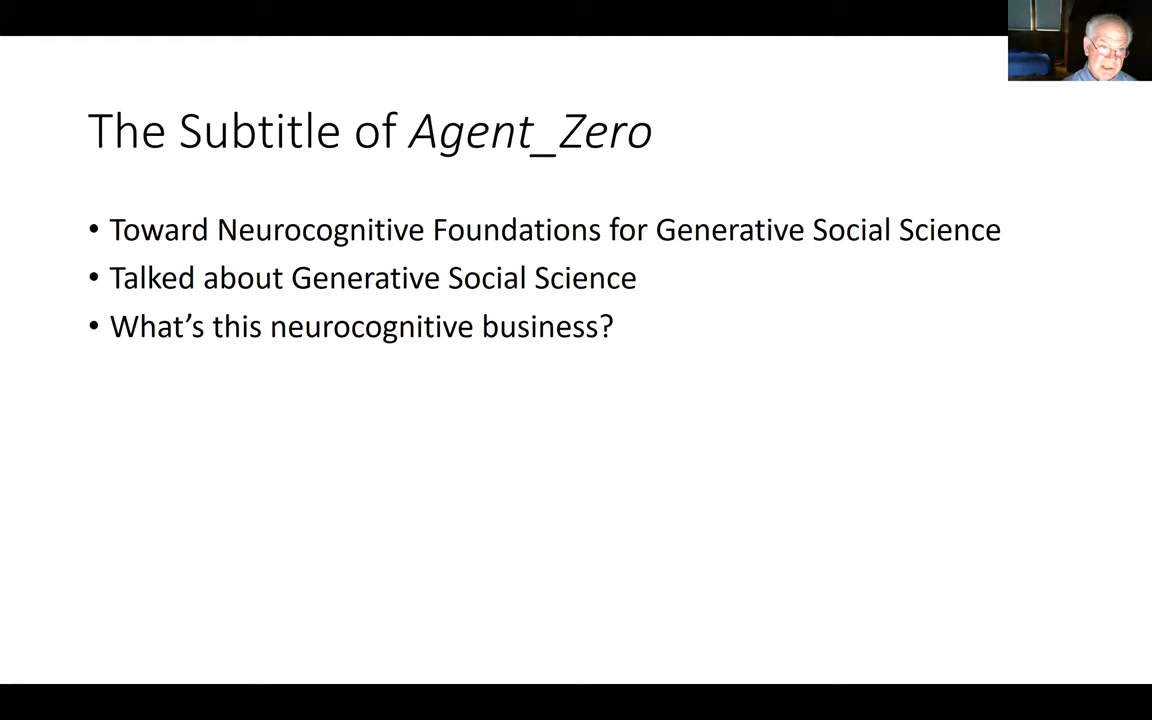 The Subtitle of Agent_Zero
• Toward Neurocognitive Foundations for Generative Social Science
• Talked about Generative Social Science
• What’s this neurocognitive business?